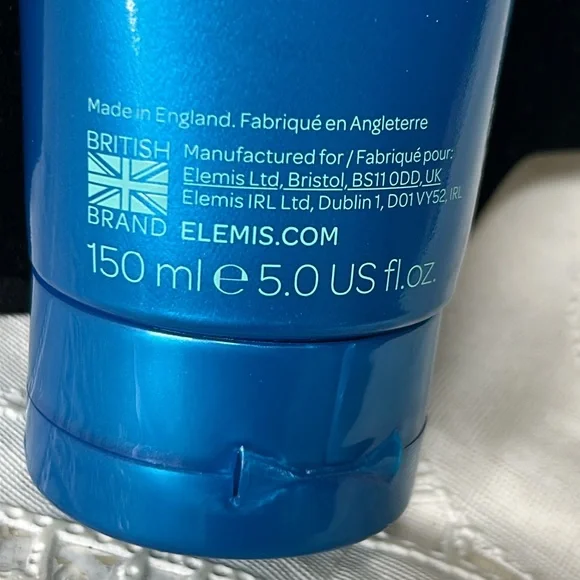 Made in England. Fabriqué en Angleterre
BRITISH
BRAND
Manufactured for / Fabriqué pour:
Elemis Ltd, Bristol, BS11 0DD, UK
Elemis IRL Ltd, Dublin 1, D01 VY52, IRL
ELEMIS.COM
150 ml e 5.0 US fl.oz.